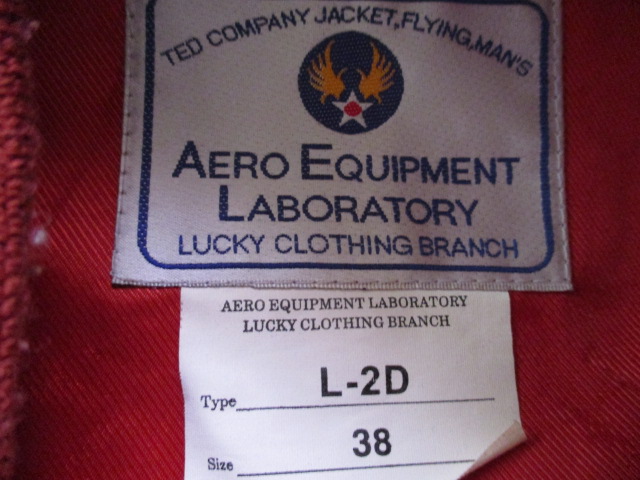 TED COMPANY JACKET,FLYING,MAN'S
AERO EQUIPMENT
LABORATORY
LUCKY CLOTHING BRANCH
AERO EQUIPMENT LABORATORY
LUCKY CLOTHING BRANCH
Type L-2D
Size 38